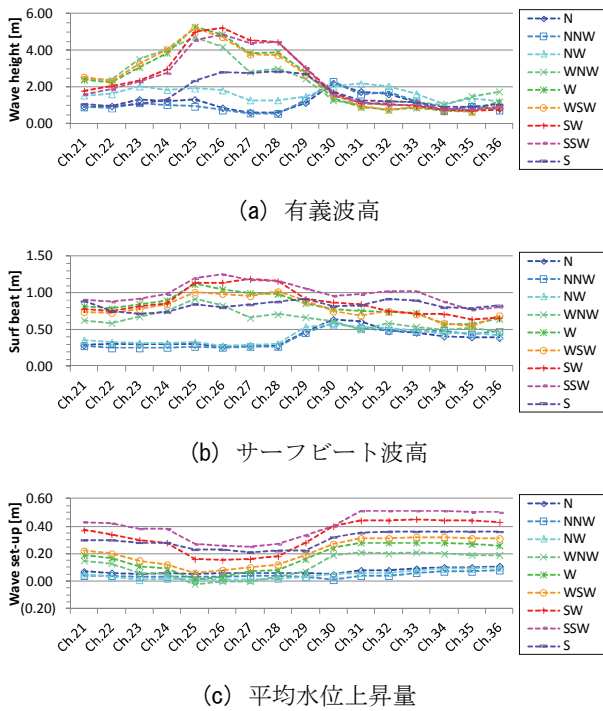 Wave height [m]
6.00
4.00
2.00
0.00
Ch.21 Ch.22 Ch.23 Ch.24 Ch.25 Ch.26 Ch.27 Ch.28 Ch.29 Ch.30 Ch.31 Ch.32 Ch.33 Ch.34 Ch.35 Ch.36
N
NNW
NW
WNW
W
WSW
SW
SSW
S
(a) 有義波高
Surf beat [m]
1.50
1.00
0.50
0.00
Ch.21 Ch.22 Ch.23 Ch.24 Ch.25 Ch.26 Ch.27 Ch.28 Ch.29 Ch.30 Ch.31 Ch.32 Ch.33 Ch.34 Ch.35 Ch.36
N
NNW
NW
WNW
W
WSW
SW
SSW
S
(b) サーフビート波高
Wave set-up [m]
0.60
0.40
0.20
0.00
(0.20)
Ch.21 Ch.22 Ch.23 Ch.24 Ch.25 Ch.26 Ch.27 Ch.28 Ch.29 Ch.30 Ch.31 Ch.32 Ch.33 Ch.34 Ch.35 Ch.36
N
NNW
NW
WNW
W
WSW
SW
SSW
S
(c) 平均水位上昇量